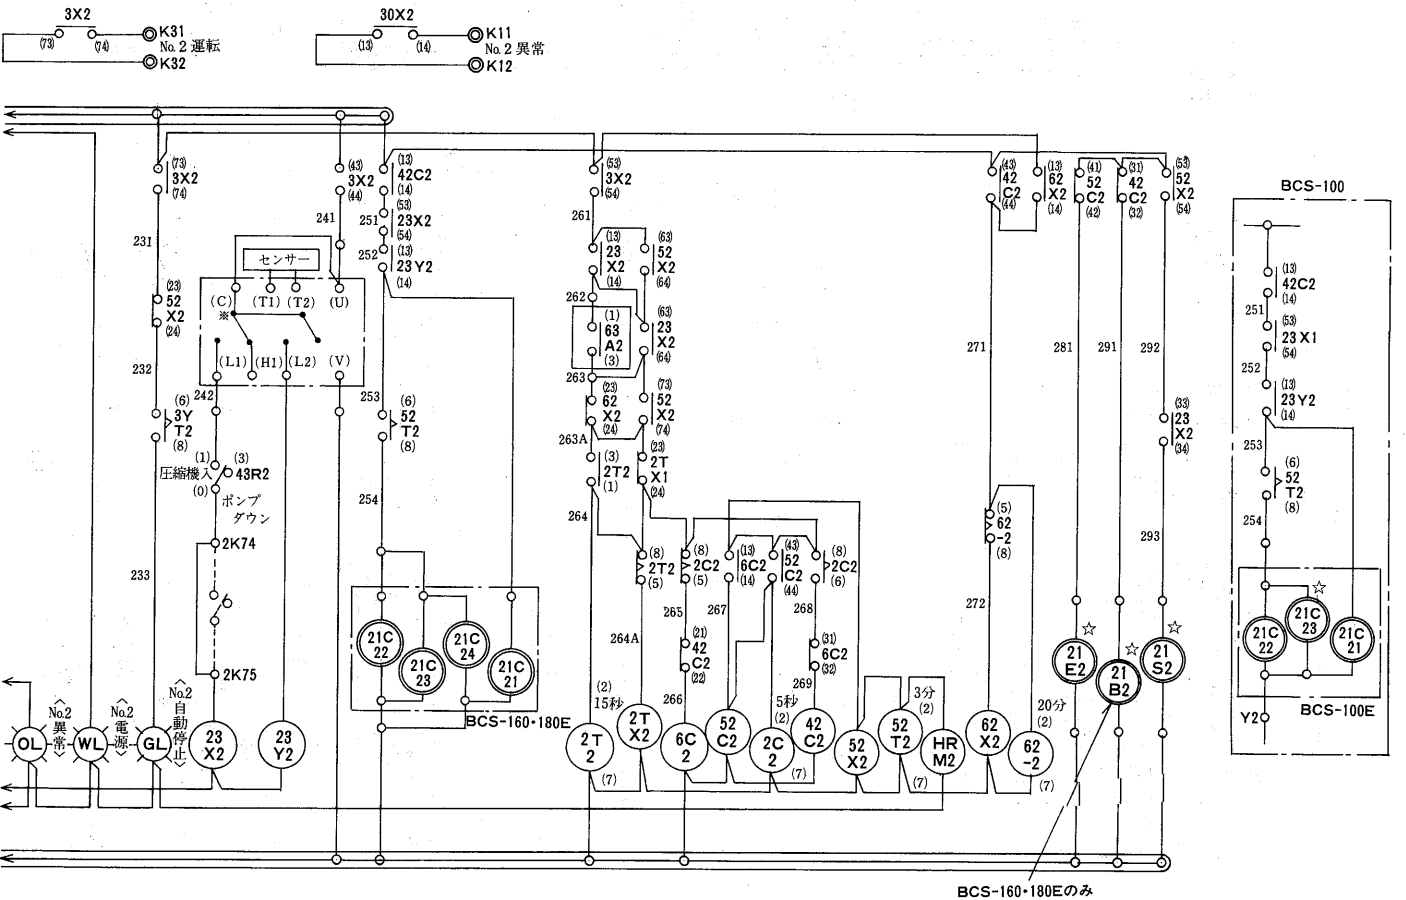 3X2
(73)
(74)
K31
No.2 運転
K32
30X2
(13)
(14)
K11
No.2 異常
K12
(73)
3X2
(74)
231
(23)
52
X2
(24)
232
(6)
3Y
T2
(8)
233
(43)
3X2
(44)
241
センサー
(C)
(T1)
(T2)
(U)
※
(L1)
(H1)
(L2)
(V)
242
(1)
(3)
圧縮機入
43R2
(0)
ポンプ
ダウン
2K74
2K75
(13)
42C2
(14)
(53)
251
23X2
(54)
252
(13)
23Y2
(14)
253
(6)
52
T2
(8)
254
21C
22
21C
23
21C
24
21C
21
BCS-160・180E
(53)
3X2
(54)
261
(13)
23
X2
(14)
(63)
52
X2
(64)
262
(1)
63
A2
(3)
(63)
23
X2
(64)
263
(23)
62
X2
(24)
(73)
52
X2
(74)
263A
(3)
2T2
(1)
(23)
2T
X1
(24)
264
(8)
2T2
(5)
(8)
2C2
(5)
(13)
6C2
(14)
(43)
52
C2
(44)
(8)
2C2
(6)
264A
265
267
268
(21)
42
C2
(22)
(31)
6C2
(32)
266
269
(43)
42
C2
(44)
(13)
62
X2
(14)
(41)
52
C2
(42)
(31)
42
C2
(32)
(53)
52
X2
(54)
271
281
291
292
(33)
23
X2
(34)
(5)
62
-2
(8)
272
293
21
E2
☆
21
B2
☆
21
S2
☆
〈No.2異常〉
〈No.2電源〉
〈No.2自動停止〉
OL
WL
GL
23
X2
23
Y2
(2)
15秒
2T
2
(7)
2T
X2
6C
2
52
C2
5秒
(2)
2C
2
(7)
42
C2
52
X2
3分
(2)
52
T2
(7)
HR
M2
62
X2
20分
(2)
62
-2
(7)
BCS-160・180Eのみ
BCS-100
(13)
42C2
(14)
251
(53)
23X1
(54)
252
(13)
23Y2
(14)
253
(6)
52
T2
(8)
254
☆
21C
22
21C
23
21C
21
BCS-100E
Y2